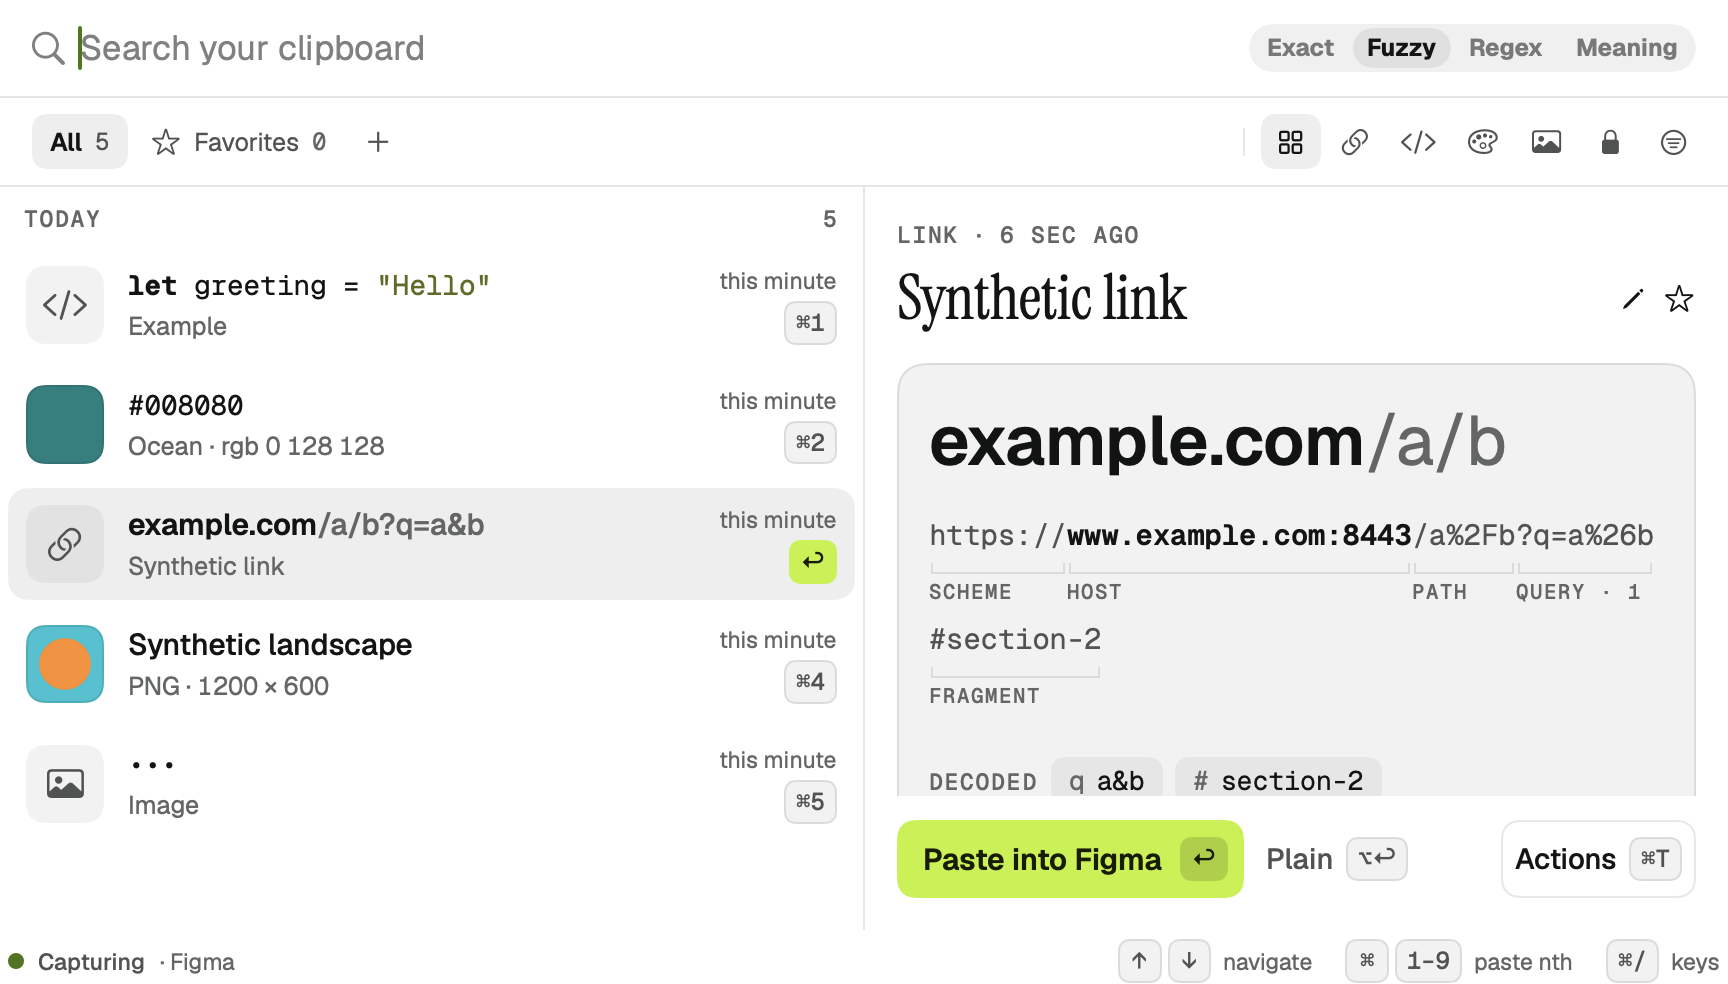 Search your clipboard
Exact Fuzzy Regex Meaning
All 5 Favorites 0 +
TODAY 5
let greeting = "Hello"
Example
this minute
⌘1
#008080
Ocean · rgb 0 128 128
this minute
⌘2
example.com/a/b?q=a&b
Synthetic link
this minute
↩
Synthetic landscape
PNG · 1200 × 600
this minute
⌘4
...
Image
this minute
⌘5
LINK · 6 SEC AGO
Synthetic link
example.com/a/b
https://www.example.com:8443/a%2Fb?q=a%26b
SCHEME HOST PATH QUERY · 1
#section-2
FRAGMENT
DECODED q a&b # section-2
Paste into Figma ↩ Plain ⌥↩ Actions ⌘T
Capturing · Figma
↑ ↓ navigate ⌘ 1–9 paste nth ⌘/ keys